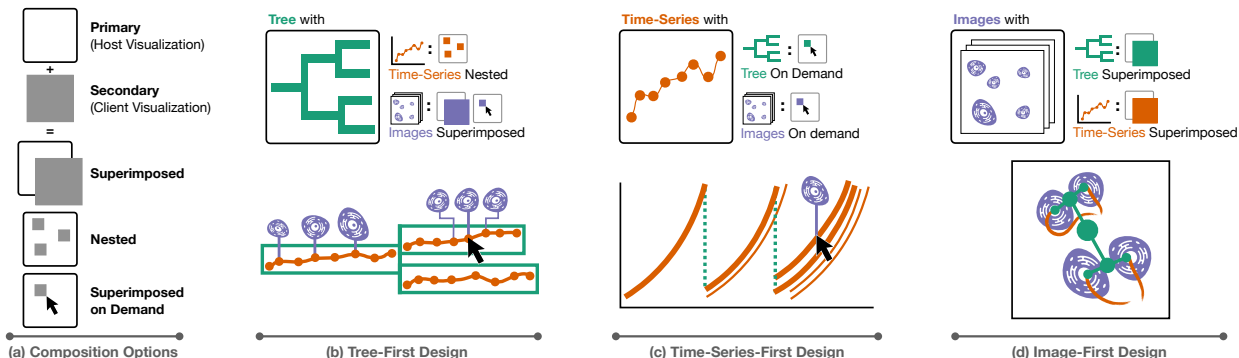 Primary
(Host Visualization)
+
Secondary
(Client Visualization)
=
Superimposed
Nested
Superimposed
on Demand
(a) Composition Options
Tree with
:
Time-Series Nested
:
Images Superimposed
(b) Tree-First Design
Time-Series with
:
Tree On Demand
:
Images On demand
(c) Time-Series-First Design
Images with
:
Tree Superimposed
:
Time-Series Superimposed
(d) Image-First Design